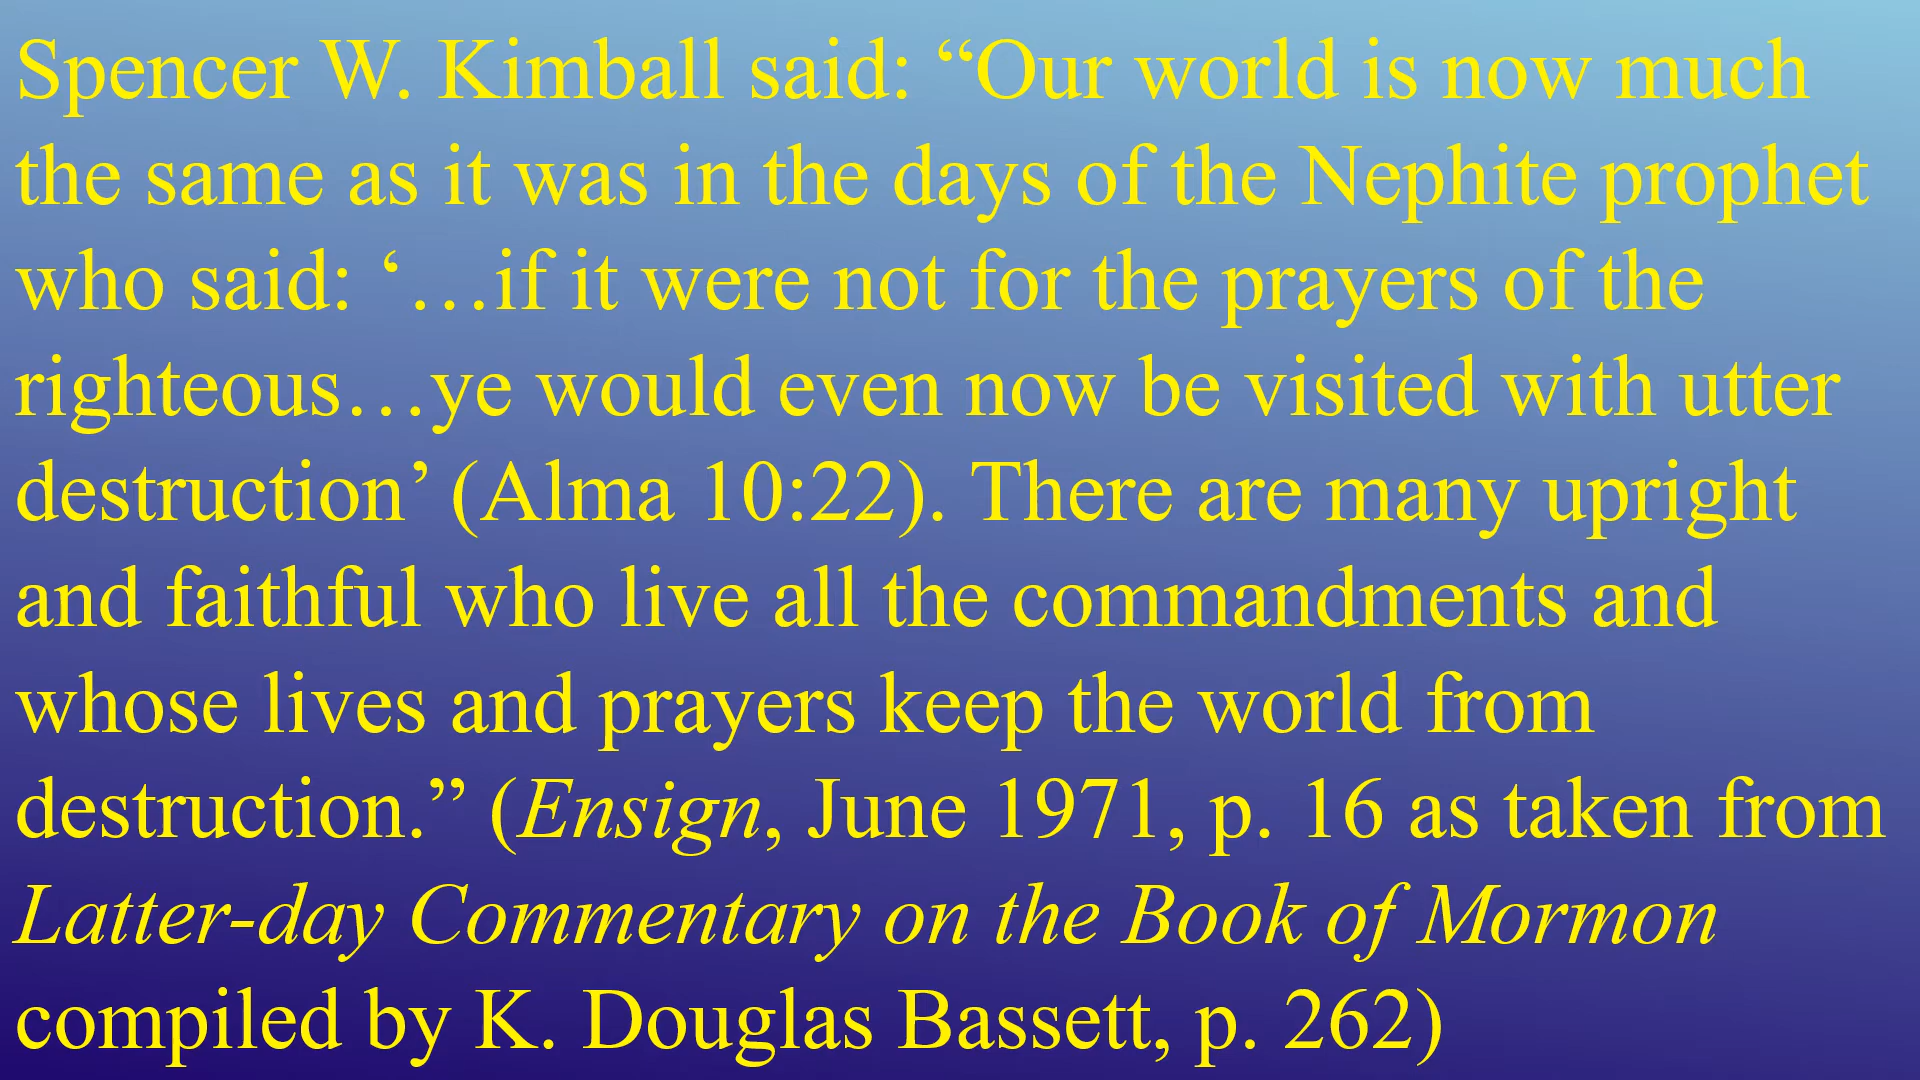 Spencer W. Kimball said: “Our world is now much
the same as it was in the days of the Nephite prophet
who said: ‘…if it were not for the prayers of the
righteous…ye would even now be visited with utter
destruction’ (Alma 10:22). There are many upright
and faithful who live all the commandments and
whose lives and prayers keep the world from
destruction.” (Ensign, June 1971, p. 16 as taken from
Latter-day Commentary on the Book of Mormon
compiled by K. Douglas Bassett, p. 262)